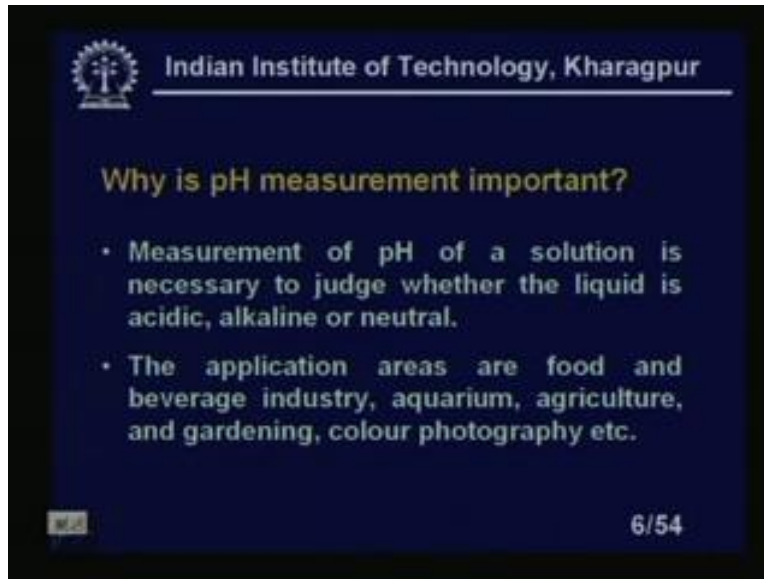 Indian Institute of Technology, Kharagpur
Why is pH measurement important?
• Measurement of pH of a solution is
necessary to judge whether the liquid is
acidic, alkaline or neutral.
• The application areas are food and
beverage industry, aquarium, agriculture,
and gardening, colour photography etc.
6/54